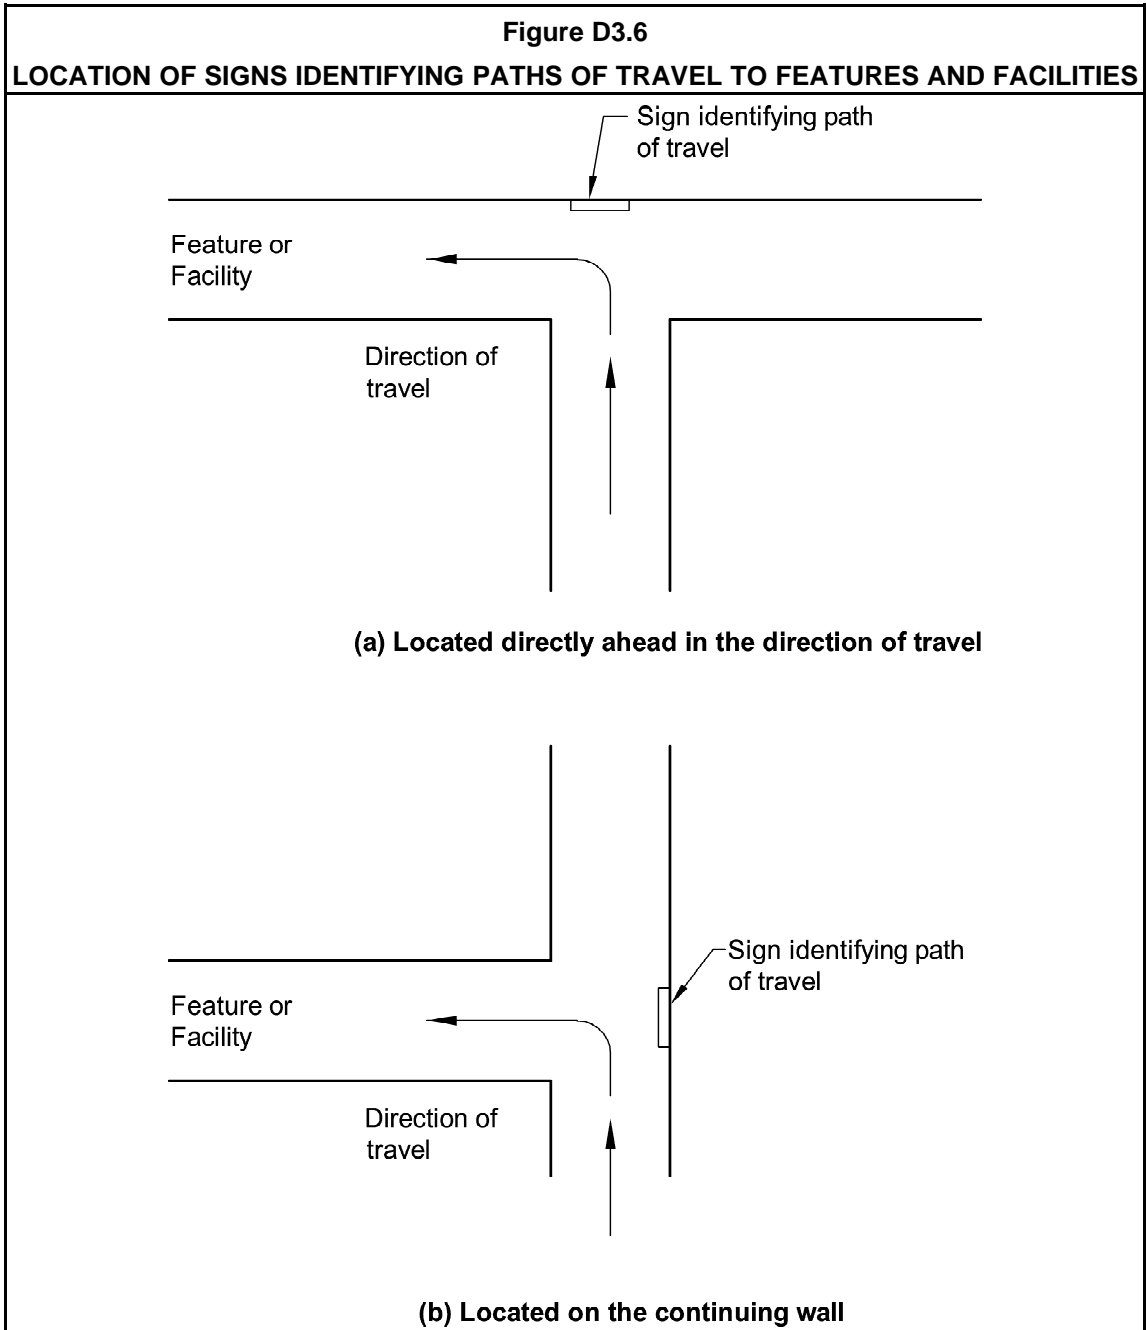 Figure D3.6
LOCATION OF SIGNS IDENTIFYING PATHS OF TRAVEL TO FEATURES AND FACILITIES
Sign identifying path
of travel
Feature or
Facility
Direction of
travel
(a) Located directly ahead in the direction of travel
Sign identifying path
of travel
Feature or
Facility
Direction of
travel
(b) Located on the continuing wall